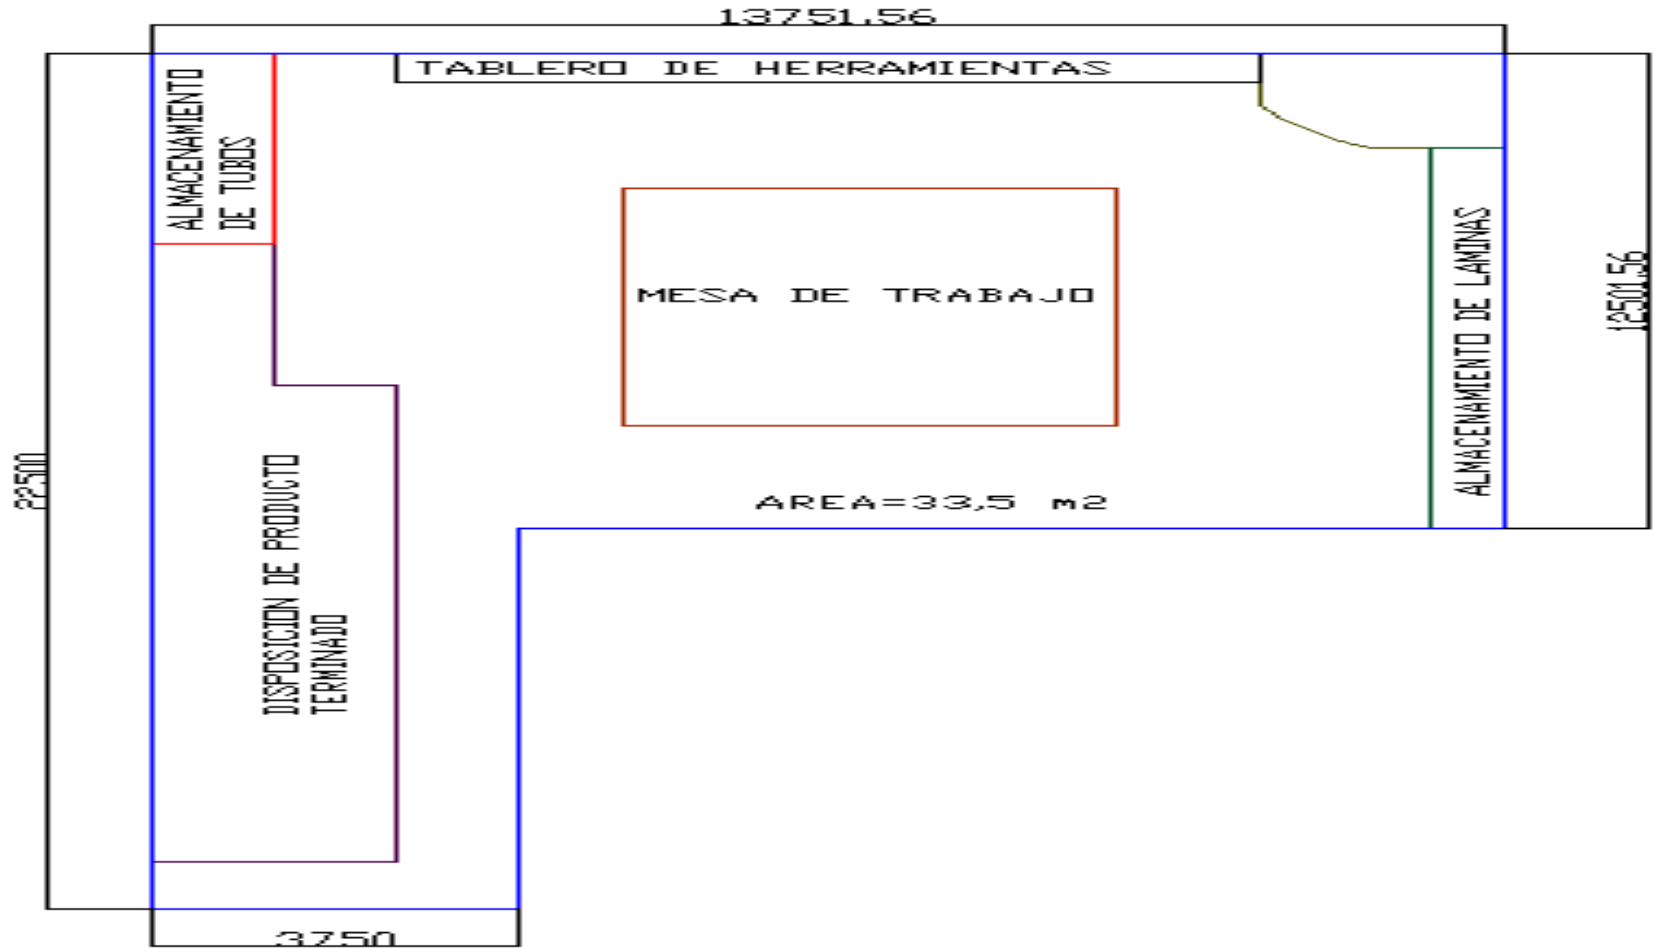 13751,56
TABLERO DE HERRAMIENTAS
ALMACENAMIENTO
DE TUBOS
MESA DE TRABAJO
ALMACENAMIENTO DE LAMINAS
12501,56
22500
AREA=33,5 m2
DISPOSICION DE PRODUCTO
TERMINADO
3750